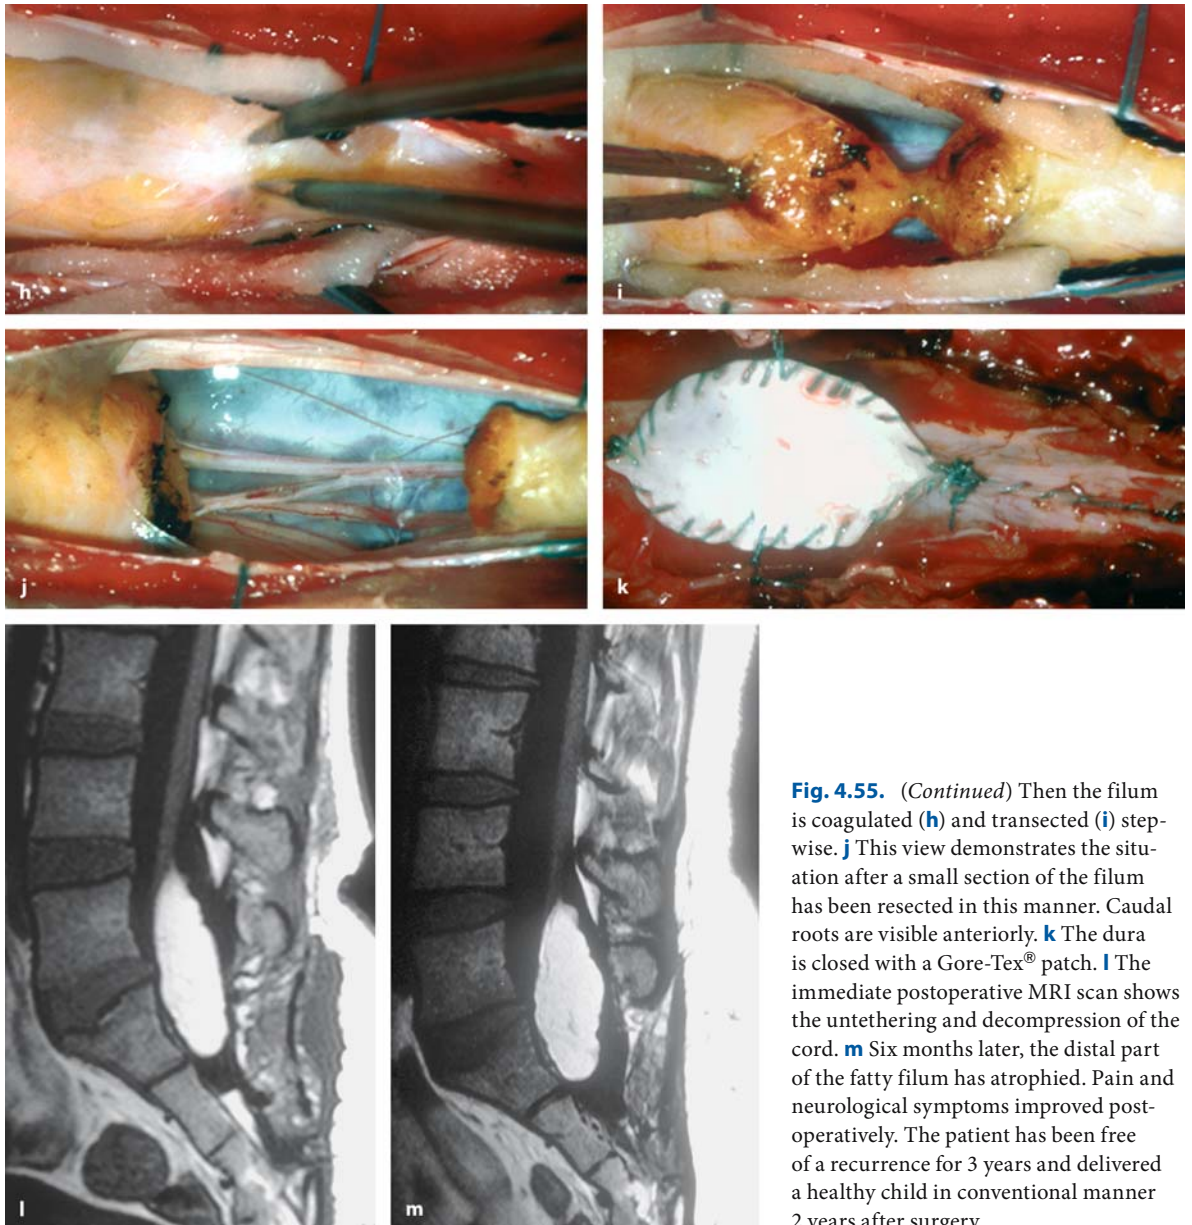 h
i
j
k
l
m
Fig. 4.55. (Continued) Then the filum
is coagulated (h) and transected (i) step-
wise. j This view demonstrates the situ-
ation after a small section of the filum
has been resected in this manner. Caudal
roots are visible anteriorly. k The dura
is closed with a Gore-Tex® patch. l The
immediate postoperative MRI scan shows
the untethering and decompression of the
cord. m Six months later, the distal part
of the fatty filum has atrophied. Pain and
neurological symptoms improved post-
operatively. The patient has been free
of a recurrence for 3 years and delivered
a healthy child in conventional manner
2 years after surgery